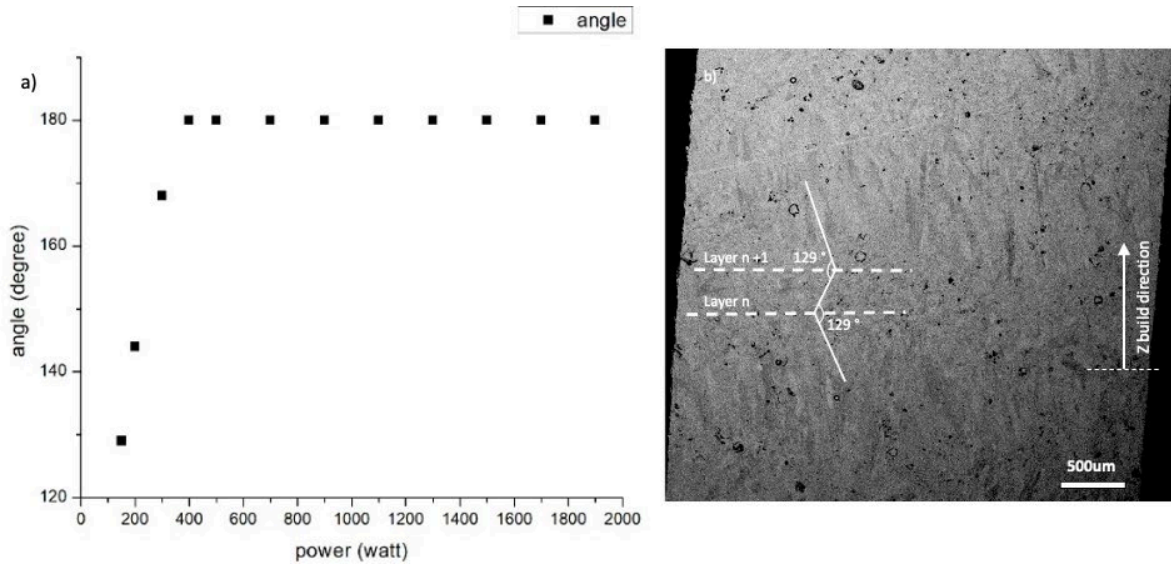 angle
a)
180
160
140
120
0
200
400
600
800
1000
1200
1400
1600
1800
2000
angle (degree)
power (watt)
b)
Layer n +1
129 °
Layer n
129 °
Z build direction
500um